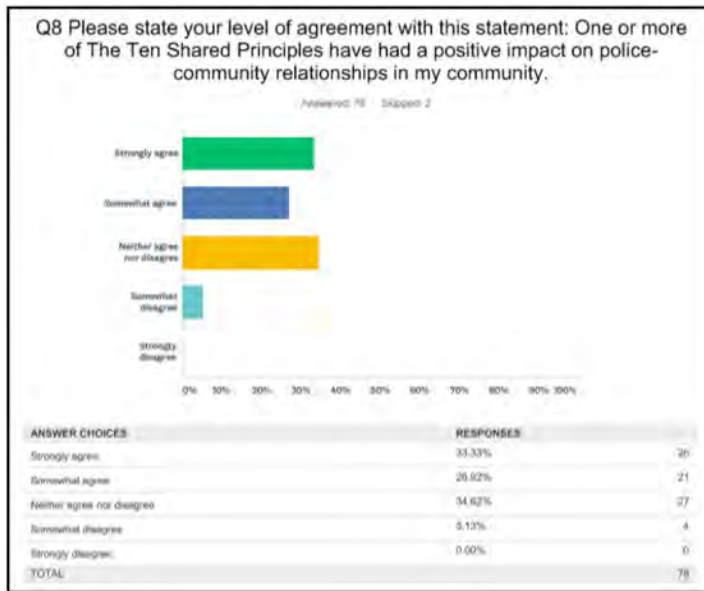 Q8 Please state your level of agreement with this statement: One or more
of The Ten Shared Principles have had a positive impact on police-
community relationships in my community.
Answered: 78 Skipped: 2
Strongly agree
Somewhat agree
Neither agree
nor disagree
Somewhat
disagree
Strongly
disagree
0% 10% 20% 30% 40% 50% 60% 70% 80% 90% 100%
ANSWER CHOICES RESPONSES
Strongly agree 33.33% 26
Somewhat agree 26.92% 21
Neither agree nor disagree 34.62% 27
Somewhat disagree 5.13% 4
Strongly disagree 0.00% 0
TOTAL 78